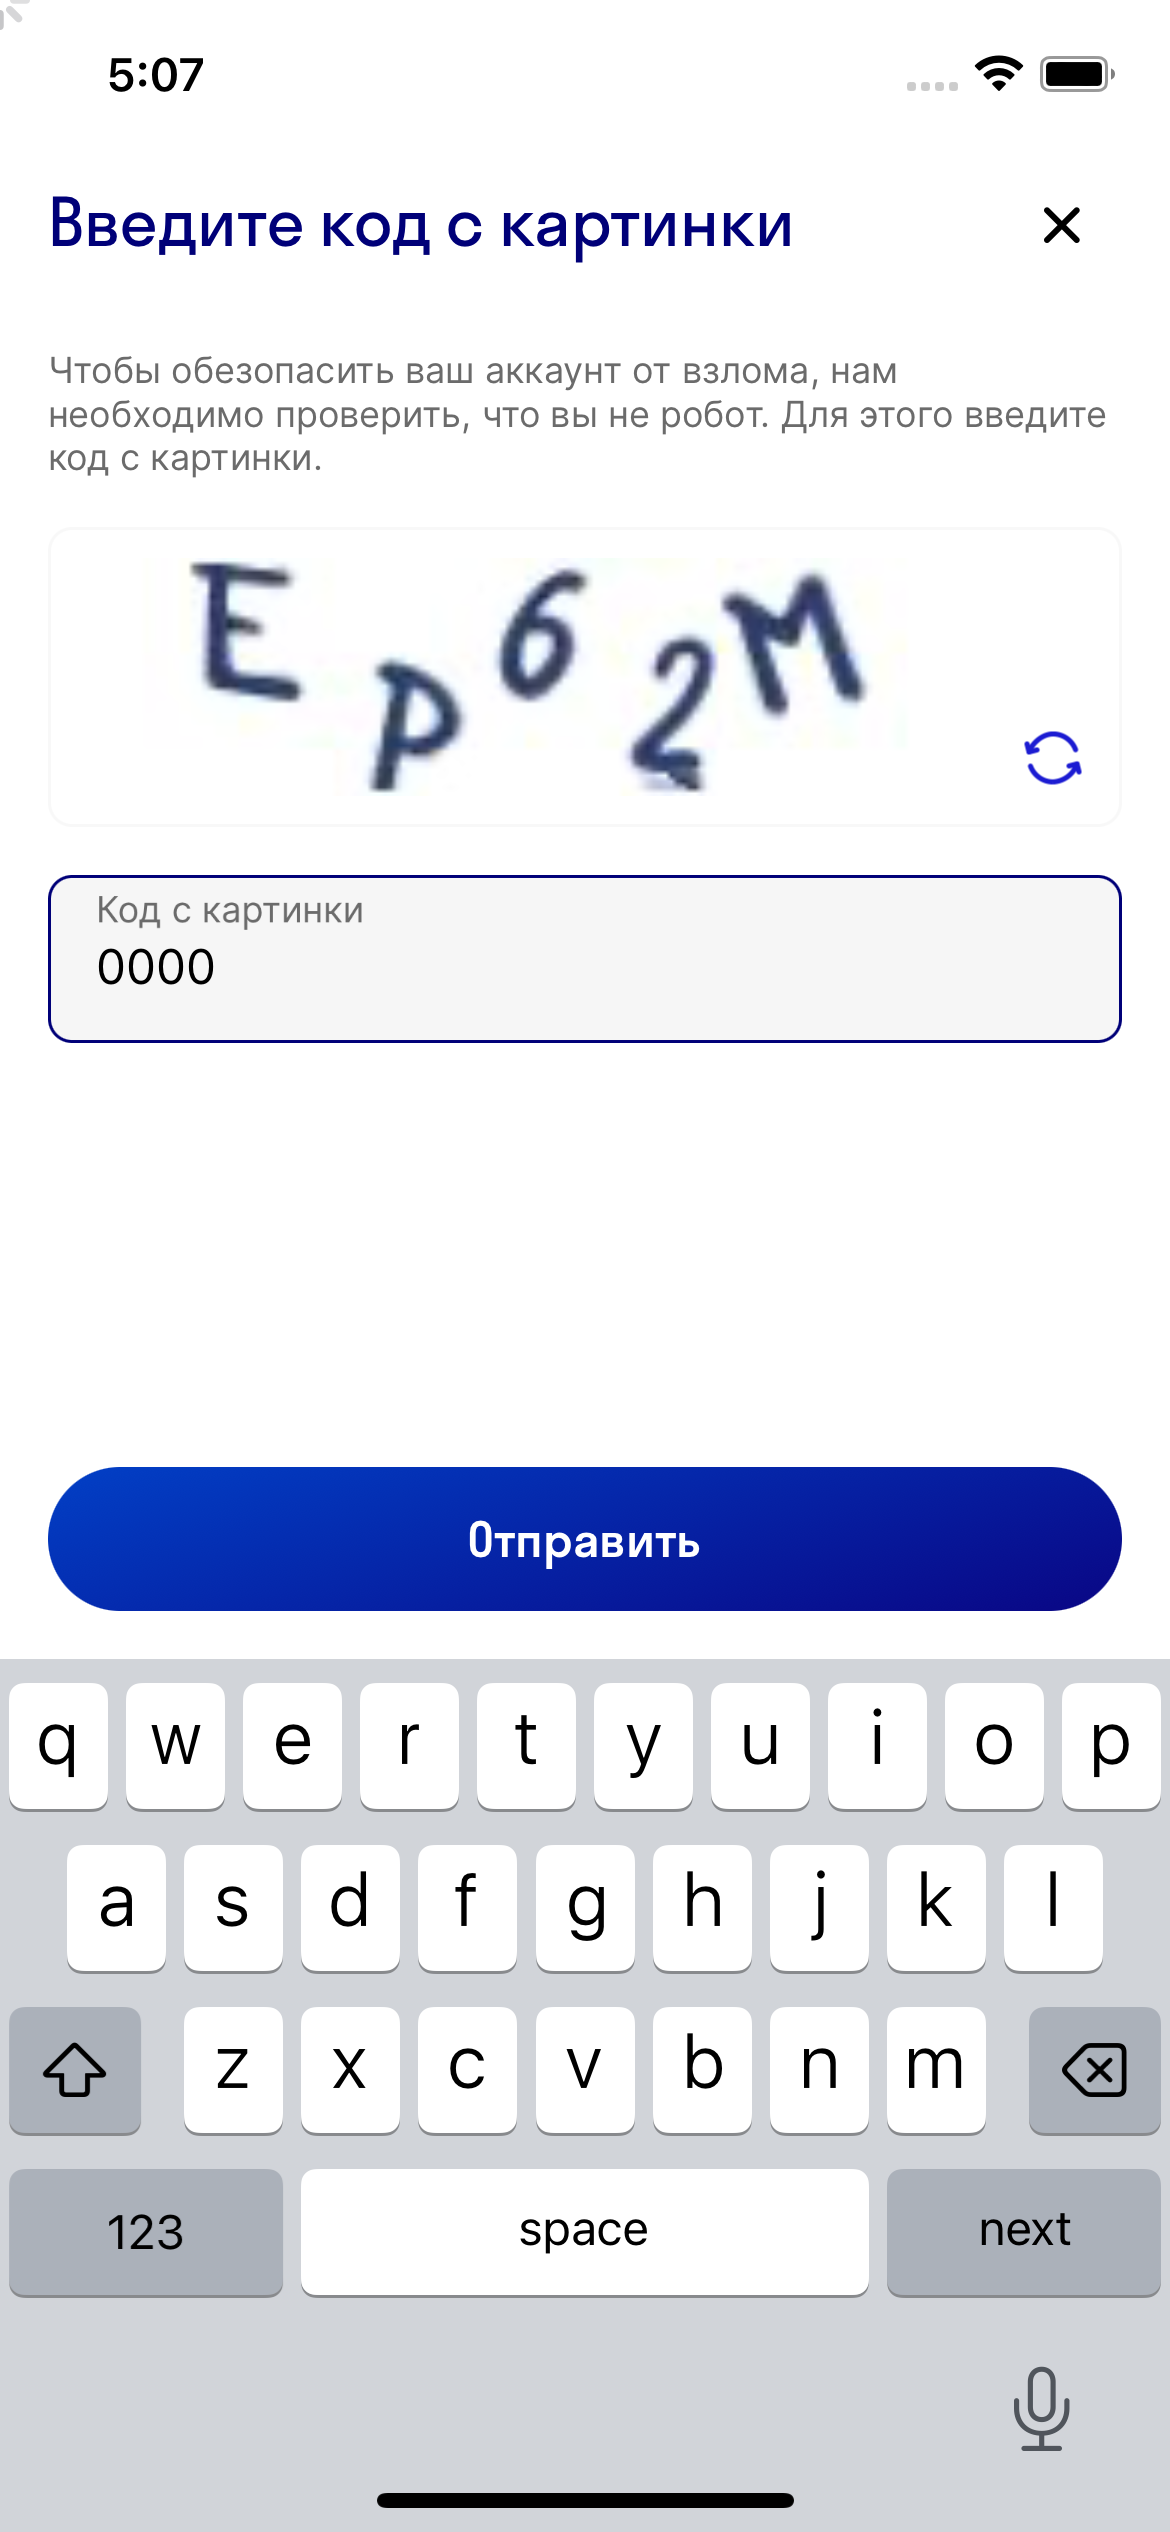 5:07
Введите код с картинки
Чтобы обезопасить ваш аккаунт от взлома, нам
необходимо проверить, что вы не робот. Для этого введите
код с картинки.
Ep62M
Код с картинки
0000
Отправить
q w e r t y u i o p
a s d f g h j k l
z x c v b n m
123 space next